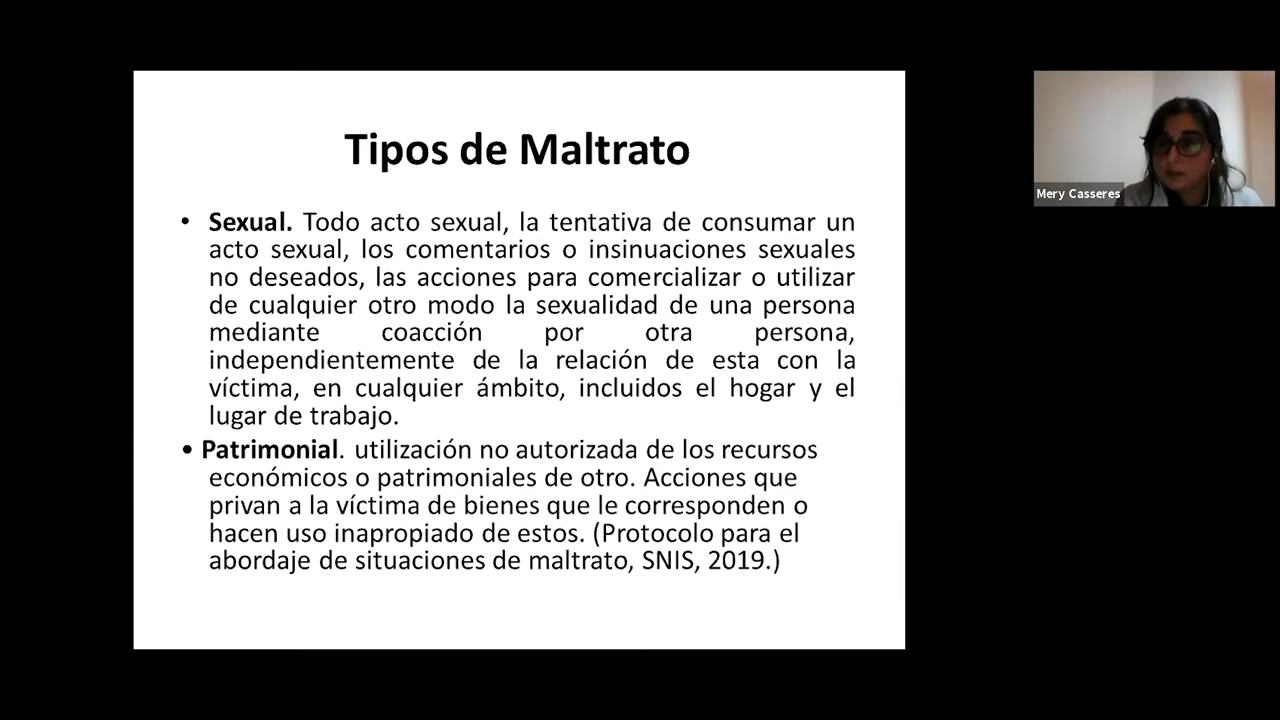 Tipos de Maltrato
• Sexual. Todo acto sexual, la tentativa de consumar un
acto sexual, los comentarios o insinuaciones sexuales
no deseados, las acciones para comercializar o utilizar
de cualquier otro modo la sexualidad de una persona
mediante coacción por otra persona,
independientemente de la relación de esta con la
víctima, en cualquier ámbito, incluidos el hogar y el
lugar de trabajo.
• Patrimonial. utilización no autorizada de los recursos
económicos o patrimoniales de otro. Acciones que
privan a la víctima de bienes que le corresponden o
hacen uso inapropiado de estos. (Protocolo para el
abordaje de situaciones de maltrato, SNIS, 2019.)
Mery Casseres